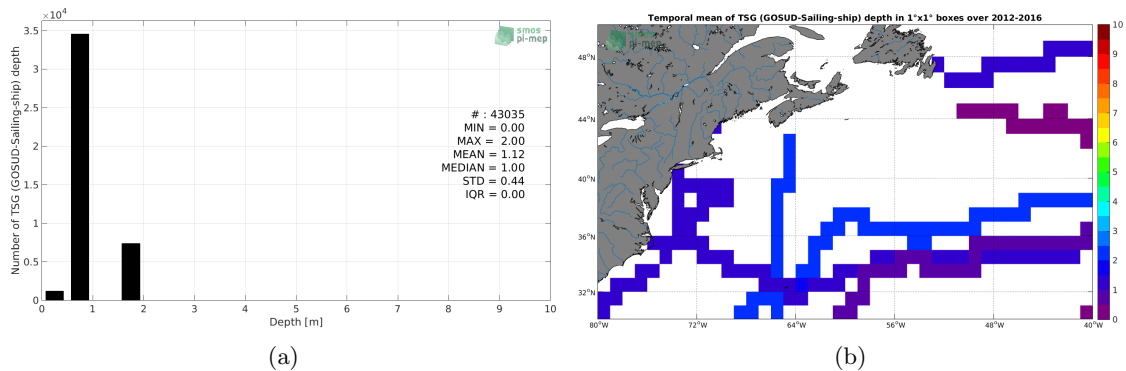 ×10⁴
3.5
3
2.5
2
1.5
1
0.5
0
0 1 2 3 4 5 6 7 8 9 10
Number of TSG (GOSUD-Sailing-ship) depth
Depth [m]
smos
pi-mep
# : 43035
MIN = 0.00
MAX = 2.00
MEAN = 1.12
MEDIAN = 1.00
STD = 0.44
IQR = 0.00
(a)
Temporal mean of TSG (GOSUD-Sailing-ship) depth in 1°x1° boxes over 2012-2016
smos
pi-mep
48°N
44°N
40°N
36°N
32°N
80°W 72°W 64°W 56°W 48°W 40°W
10
9
8
7
6
5
4
3
2
1
0
(b)